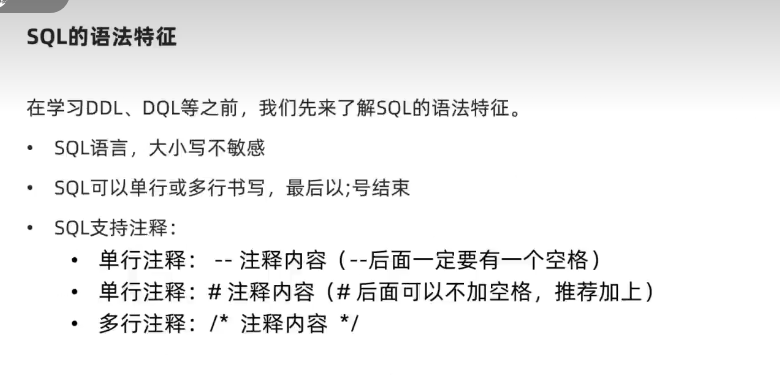 SQL的语法特征
在学习DDL、DQL等之前，我们先来了解SQL的语法特征。
• SQL语言，大小写不敏感
• SQL可以单行或多行书写，最后以;号结束
• SQL支持注释：
• 单行注释： -- 注释内容（--后面一定要有一个空格）
• 单行注释：# 注释内容（# 后面可以不加空格，推荐加上）
• 多行注释：/* 注释内容 */